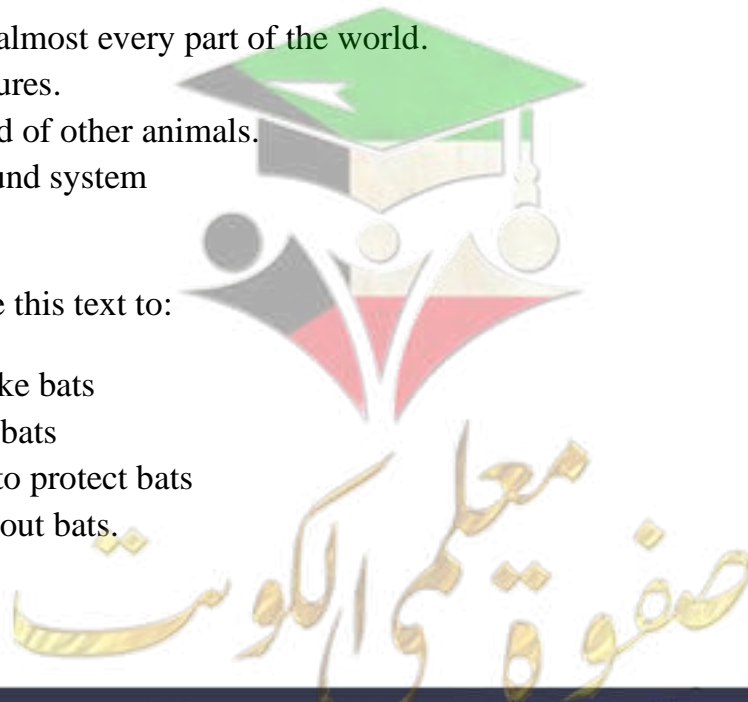 almost every part of the world.
ures.
d of other animals.
und system
e this text to:
ke bats
bats
to protect bats
out bats.
صفوة معلمي الكويت